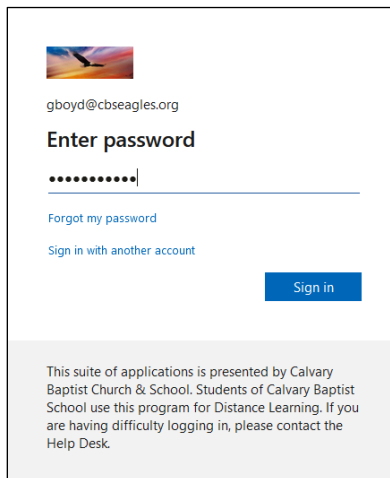 gboyd@cbseagles.org
Enter password
●●●●●●●●●●●
Forgot my password
Sign in with another account
Sign in
This suite of applications is presented by Calvary
Baptist Church & School. Students of Calvary Baptist
School use this program for Distance Learning. If you
are having difficulty logging in, please contact the
Help Desk.